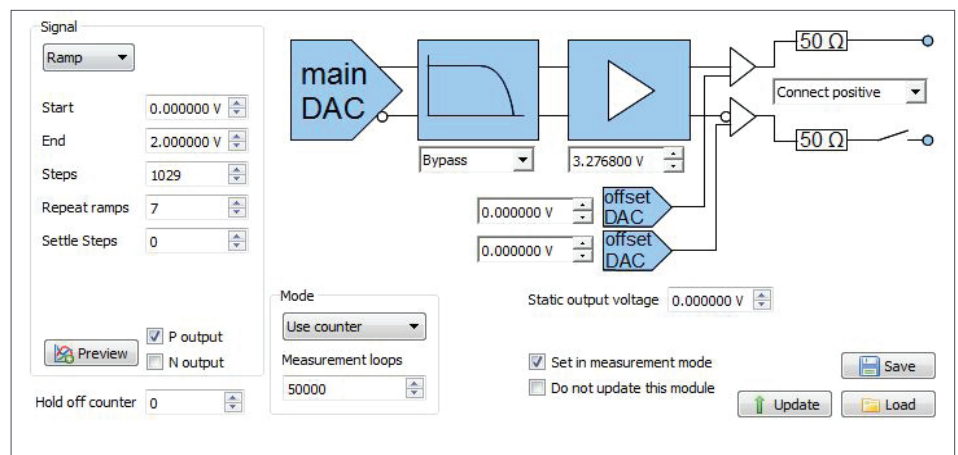 Signal
Ramp
Start 0.000000 V
End 2.000000 V
Steps 1029
Repeat ramps 7
Settle Steps 0
Preview
P output
N output
Hold off counter 0
main
DAC
Bypass
3.276800 V
50 Ω
Connect positive
50 Ω
0.000000 V
offset
DAC
0.000000 V
offset
DAC
Mode
Use counter
Measurement loops
50000
Static output voltage 0.000000 V
Set in measurement mode
Do not update this module
Save
Update
Load